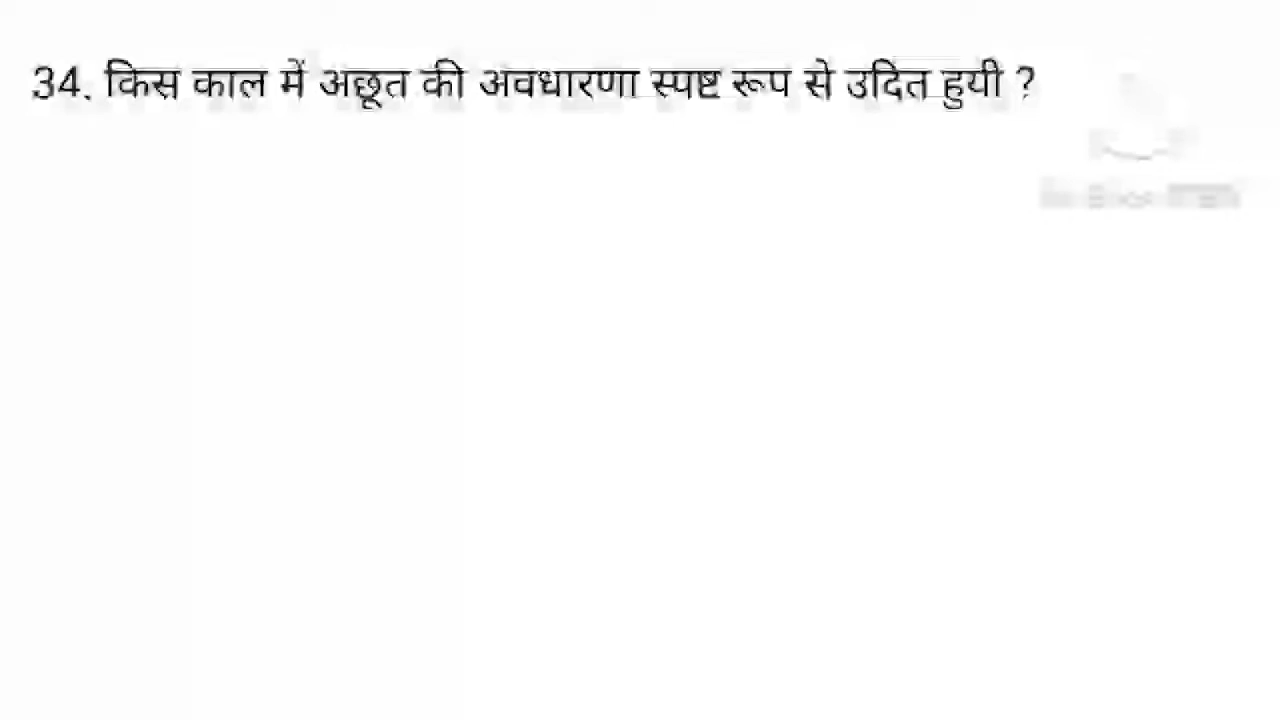 34. किस काल में अछूत की अवधारणा स्पष्ट रूप से उदित हुयी ?